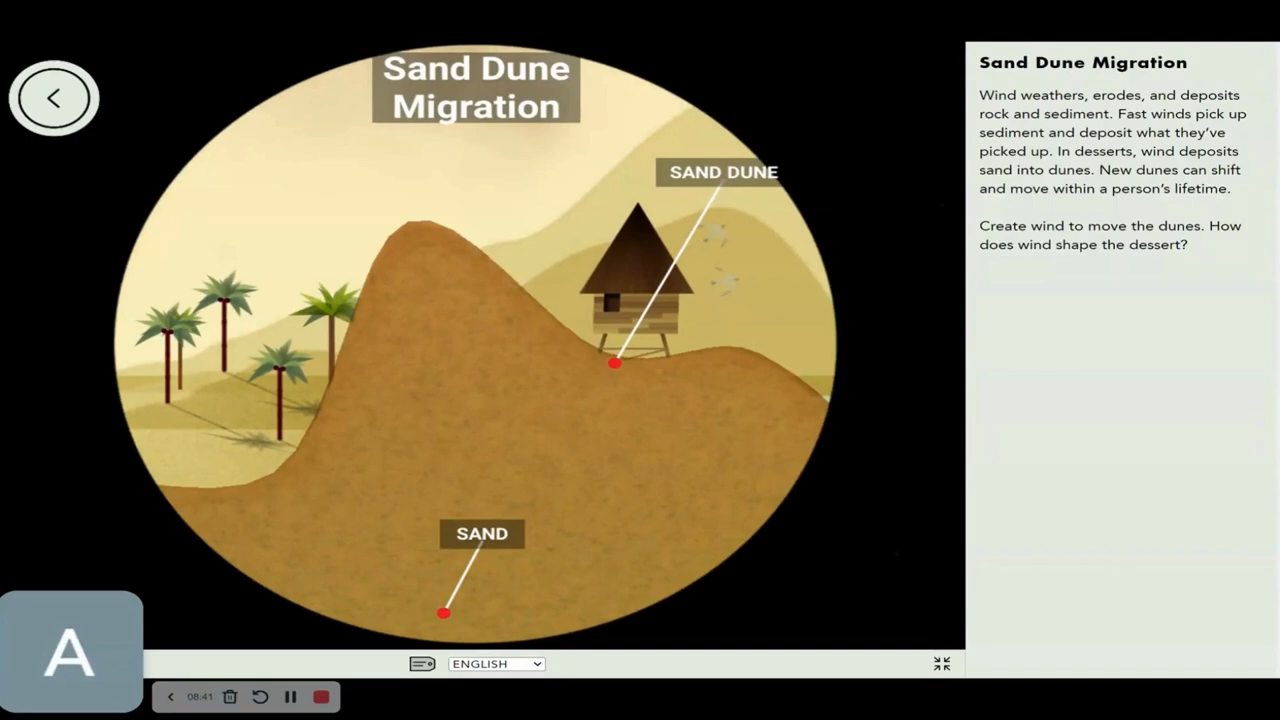 Sand Dune
Migration
SAND DUNE
SAND
Sand Dune Migration
Wind weathers, erodes, and deposits
rock and sediment. Fast winds pick up
sediment and deposit what they've
picked up. In desserts, wind deposits
sand into dunes. New dunes can shift
and move within a person's lifetime.
Create wind to move the dunes. How
does wind shape the dessert?
A
ENGLISH
08:41